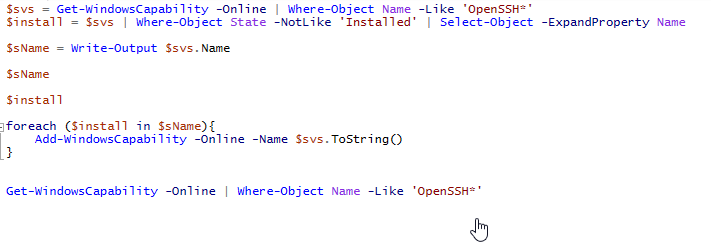 $svs = Get-WindowsCapability -Online | Where-Object Name -Like 'OpenSSH*'
$install = $svs | Where-Object State -NotLike 'Installed' | Select-Object -ExpandProperty Name
$sName = Write-Output $svs.Name
$sName
$install
foreach ($install in $sName){
    Add-WindowsCapability -Online -Name $svs.ToString()
}
Get-WindowsCapability -Online | Where-Object Name -Like 'OpenSSH*'